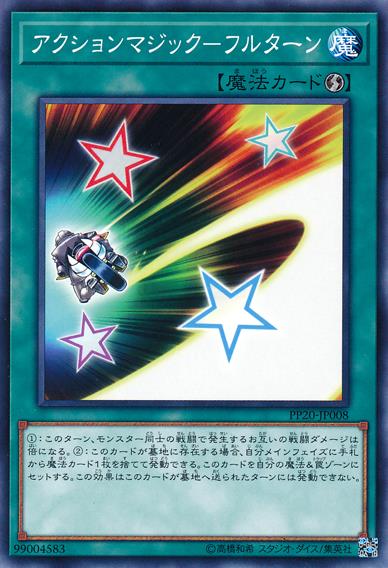 アクションマジックーフルターン
魔
【魔法カード】
PP20-JP008
①:このターン、モンスター同士の戦闘で発生するお互いの戦闘ダメージは
倍になる。②:このカードが墓地に存在する場合、自分メインフェイズに手札
から魔法カード1枚を捨てて発動できる。このカードを自分の魔法&罠ゾーンに
セットする。この効果はこのカードが墓地へ送られたターンには発動できない。
99004583
©高橋和希 スタジオ・ダイス/集英社